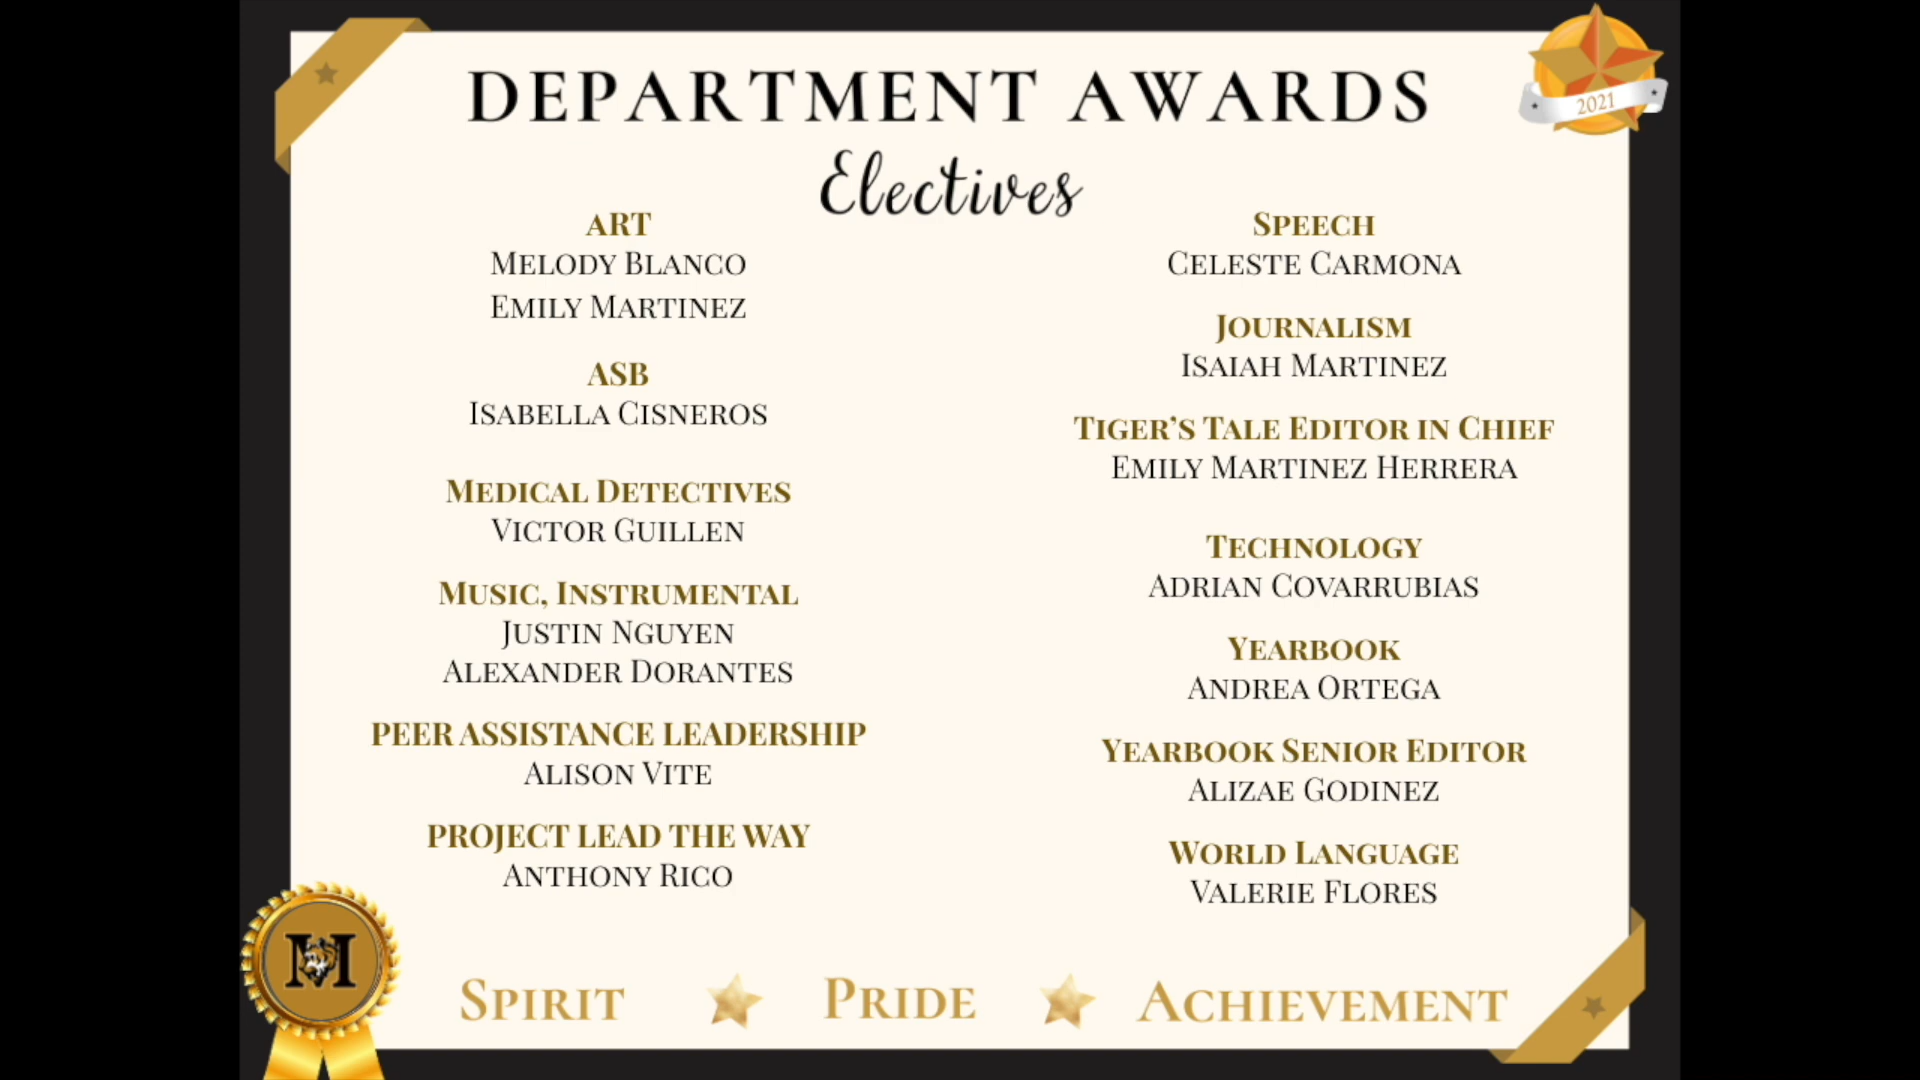 DEPARTMENT AWARDS
2021
Electives
ART
Melody Blanco
Emily Martinez
ASB
Isabella Cisneros
Medical Detectives
Victor Guillen
Music, Instrumental
Justin Nguyen
Alexander Dorantes
PEER ASSISTANCE LEADERSHIP
Alison Vite
PROJECT LEAD THE WAY
Anthony Rico
Speech
Celeste Carmona
Journalism
Isaiah Martinez
Tiger's Tale Editor in Chief
Emily Martinez Herrera
Technology
Adrian Covarrubias
Yearbook
Andrea Ortega
Yearbook Senior Editor
Alizae Godinez
World Language
Valerie Flores
M
Spirit Pride Achievement